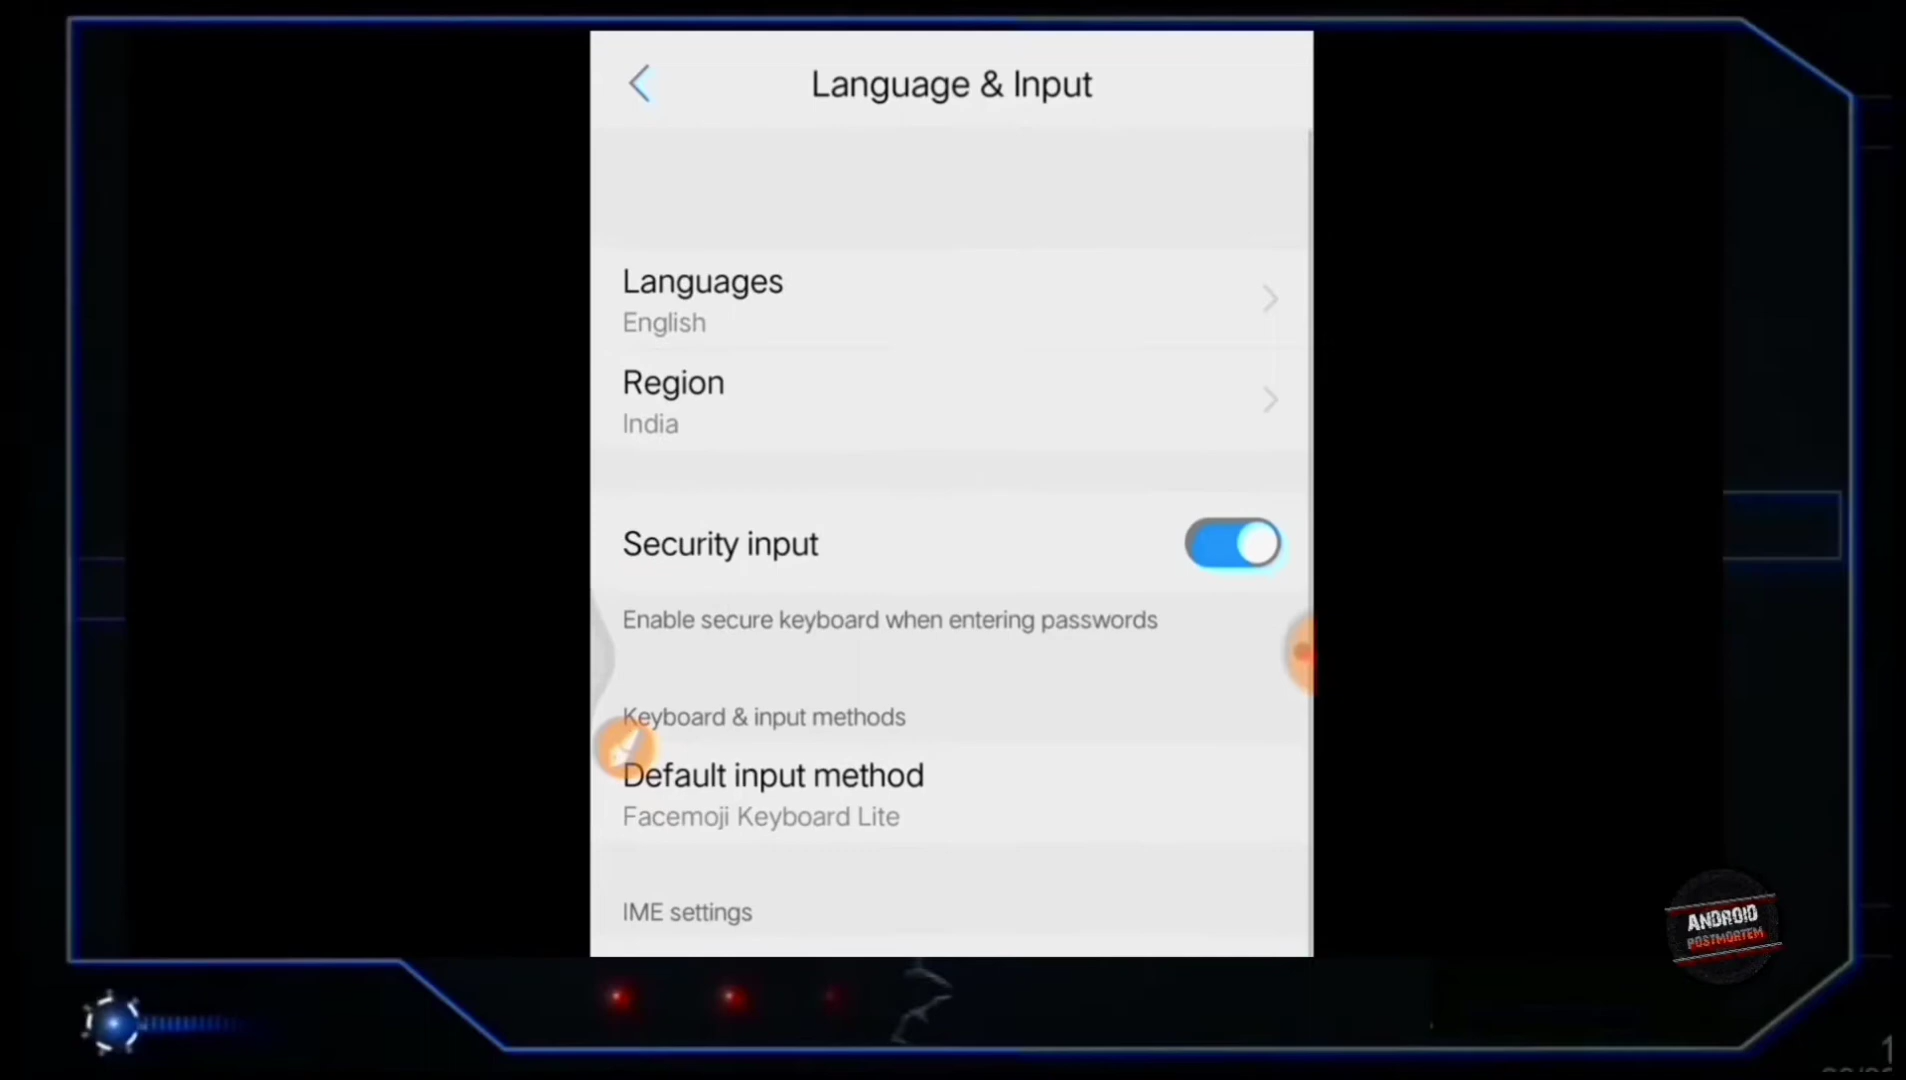 Language & Input
Languages
English
Region
India
Security input
Enable secure keyboard when entering passwords
Keyboard & input methods
Default input method
Facemoji Keyboard Lite
IME settings
ANDROID
POSTMORTEM